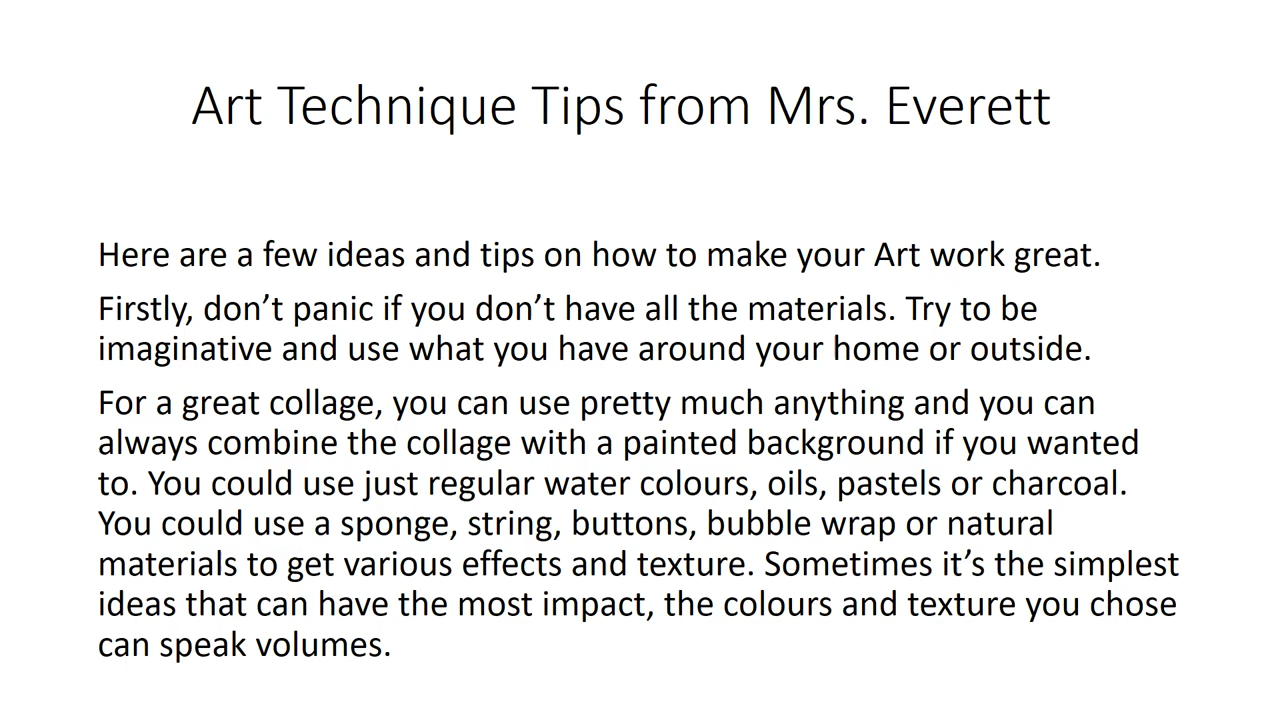 Art Technique Tips from Mrs. Everett
Here are a few ideas and tips on how to make your Art work great.
Firstly, don’t panic if you don’t have all the materials. Try to be
imaginative and use what you have around your home or outside.
For a great collage, you can use pretty much anything and you can
always combine the collage with a painted background if you wanted
to. You could use just regular water colours, oils, pastels or charcoal.
You could use a sponge, string, buttons, bubble wrap or natural
materials to get various effects and texture. Sometimes it’s the simplest
ideas that can have the most impact, the colours and texture you chose
can speak volumes.